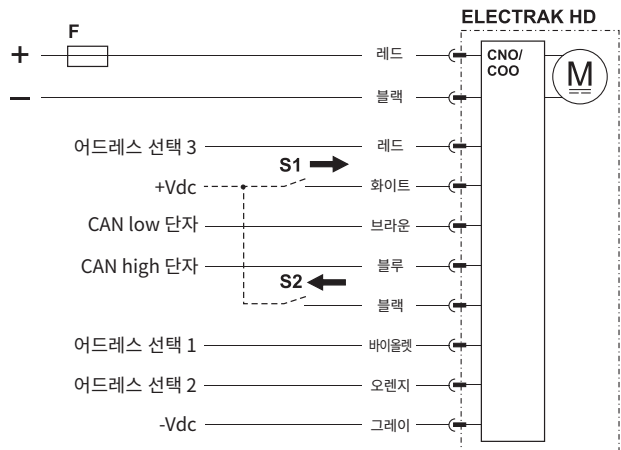 ELECTRAK HD
F
+ 레드 CNO/
COO
M
− 블랙
어드레스 선택 3 레드
S1
+Vdc 화이트
CAN low 단자 브라운
CAN high 단자 블루
S2
블랙
어드레스 선택 1 바이올렛
어드레스 선택 2 오렌지
-Vdc 그레이